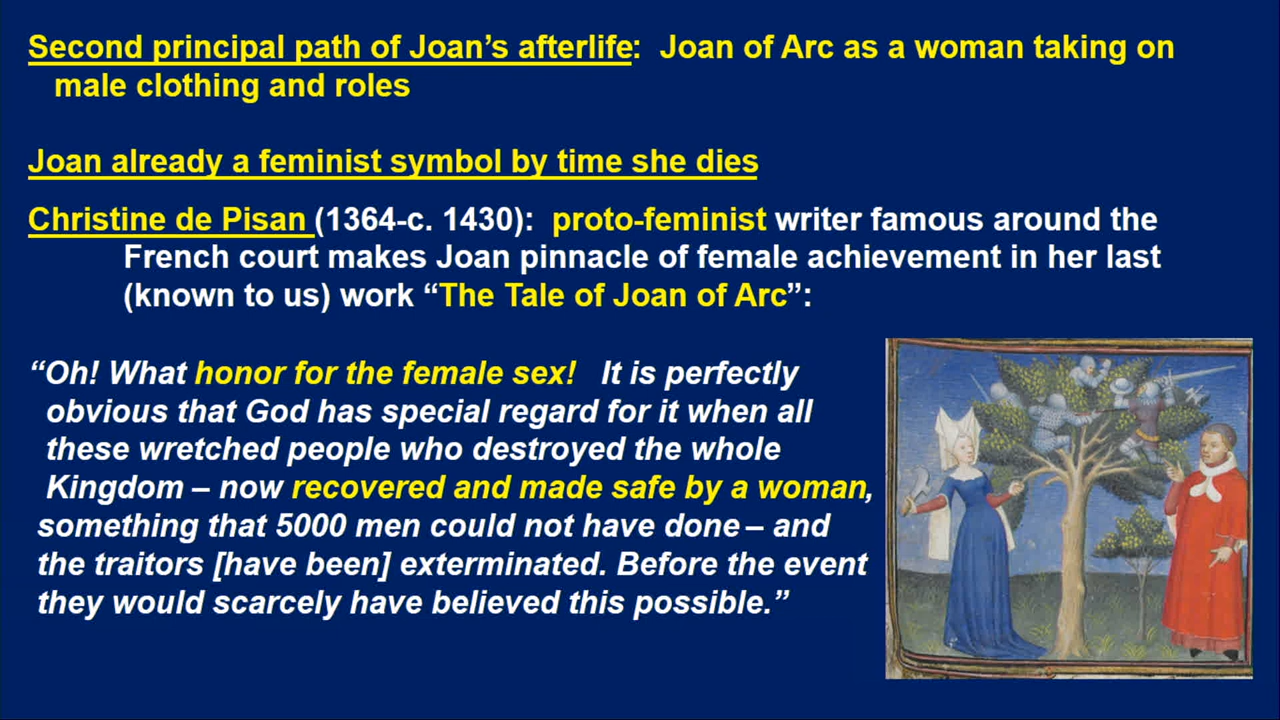 Second principal path of Joan’s afterlife: Joan of Arc as a woman taking on
male clothing and roles
Joan already a feminist symbol by time she dies
Christine de Pisan (1364-c. 1430): proto-feminist writer famous around the
French court makes Joan pinnacle of female achievement in her last
(known to us) work “The Tale of Joan of Arc”:
“Oh! What honor for the female sex! It is perfectly
obvious that God has special regard for it when all
these wretched people who destroyed the whole
Kingdom – now recovered and made safe by a woman,
something that 5000 men could not have done – and
the traitors [have been] exterminated. Before the event
they would scarcely have believed this possible.”